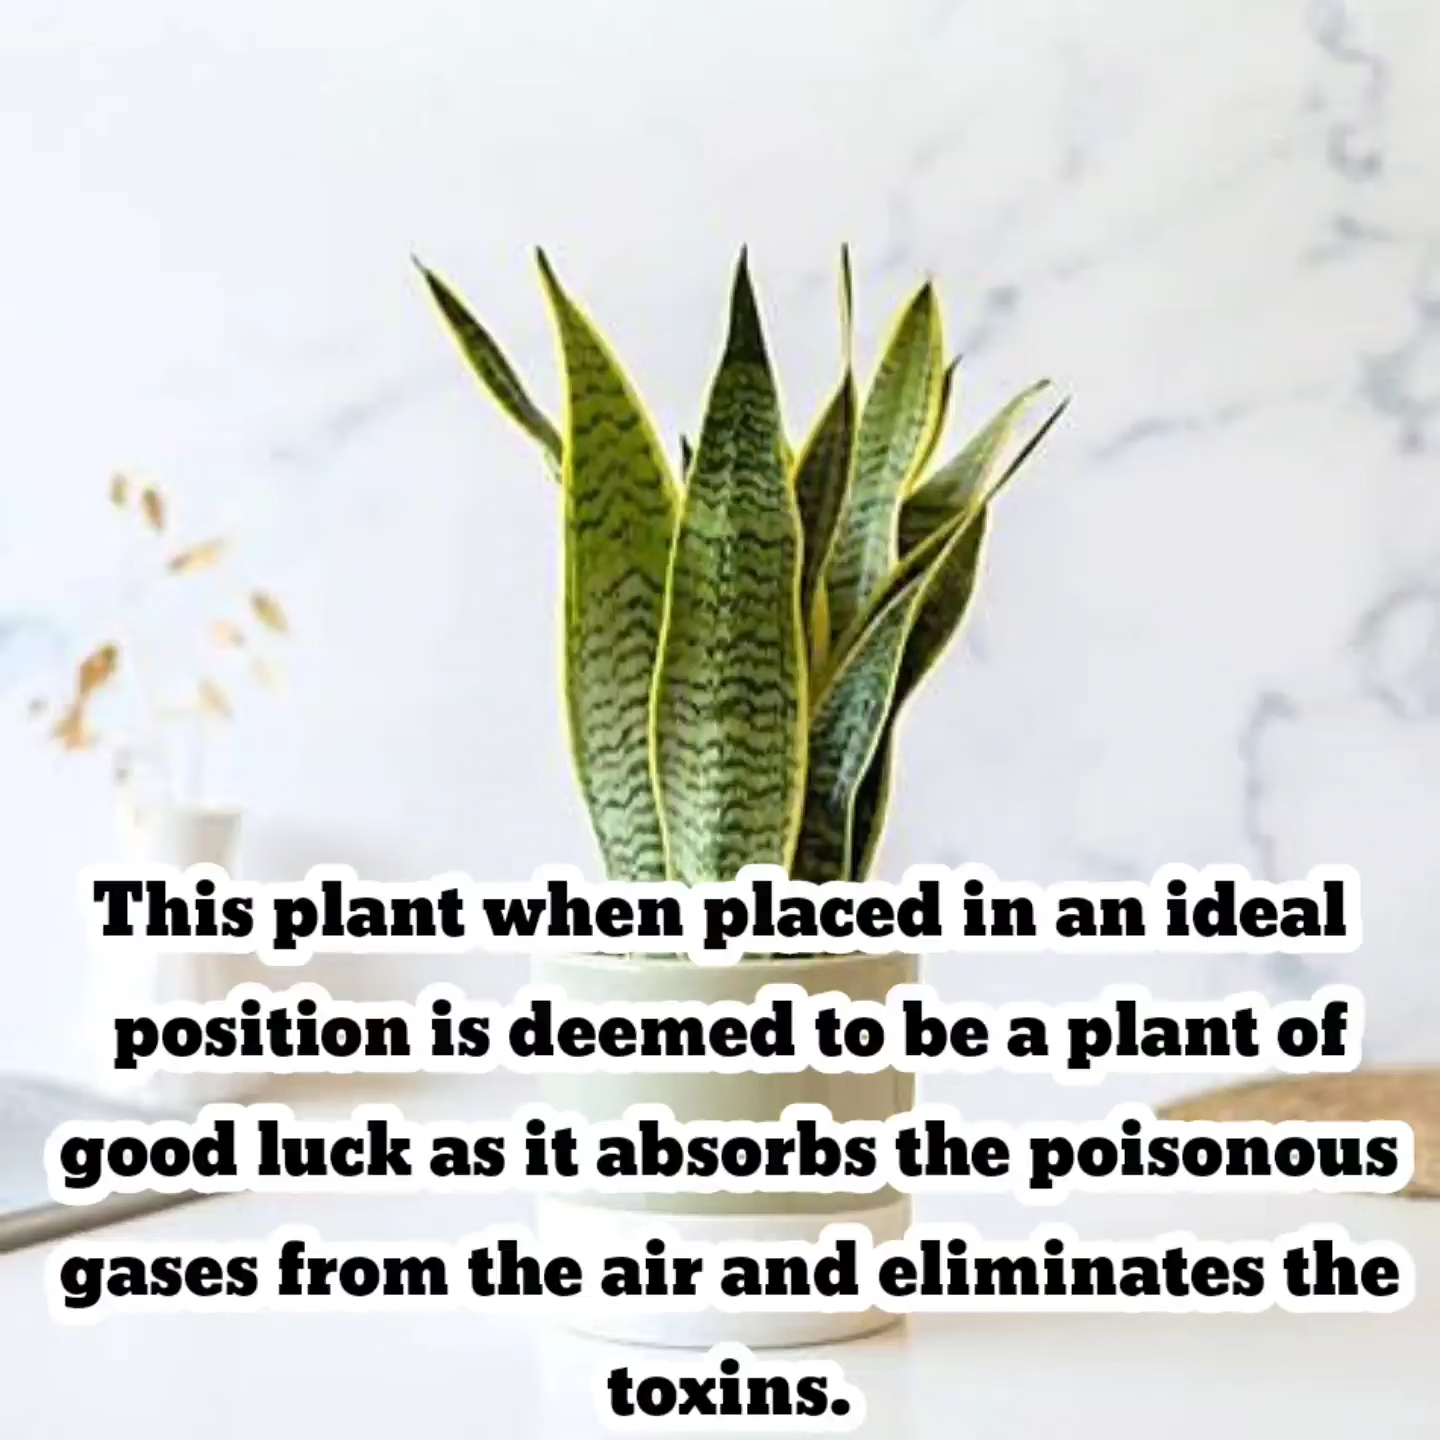 This plant when placed in an ideal
position is deemed to be a plant of
good luck as it absorbs the poisonous
gases from the air and eliminates the
toxins.